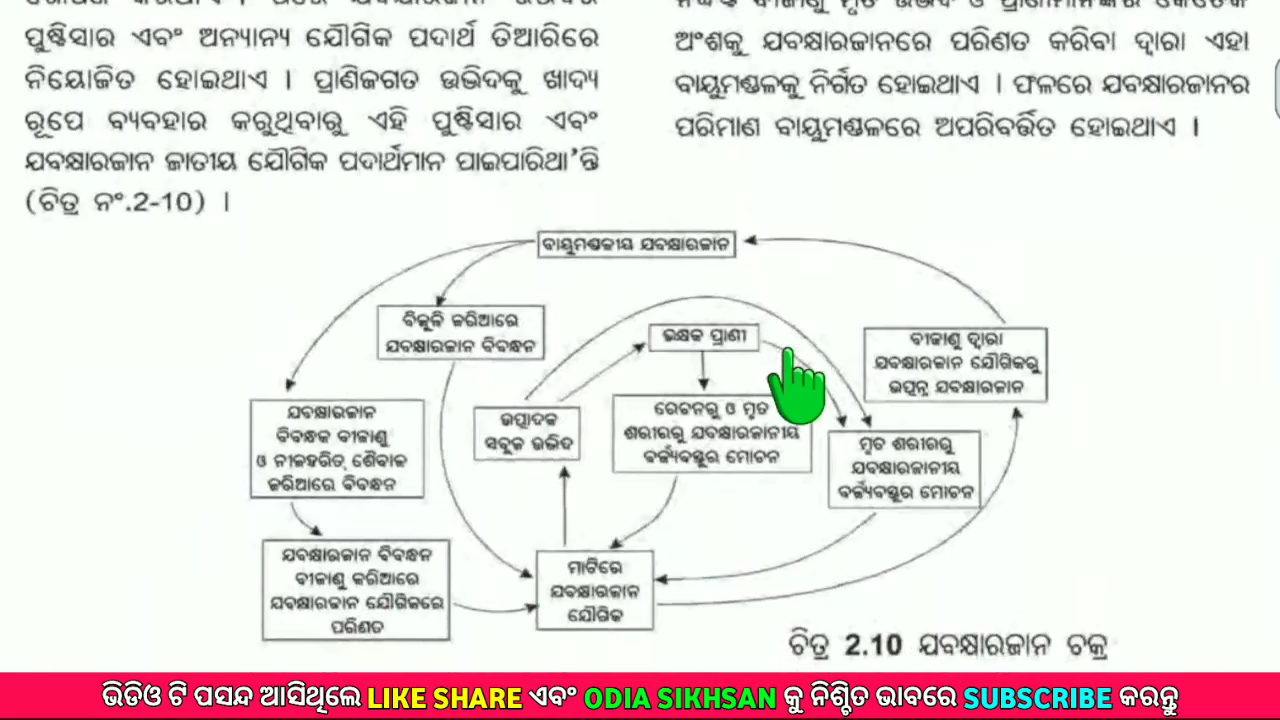 ପୁଷ୍ଟିସାର ଏବଂ ଅନ୍ୟାନ୍ୟ ଯୌଗିକ ପଦାର୍ଥ ତିଆରିରେ
ନିୟୋଜିତ ହୋଇଥାଏ । ପ୍ରାଣିଜଗତ ଉଦ୍ଭିଦକୁ ଖାଦ୍ୟ
ରୂପେ ବ୍ୟବହାର କରୁଥିବାରୁ ଏହି ପୁଷ୍ଟିସାର ଏବଂ
ଯବକ୍ଷାରଜାନ ଜାତୀୟ ଯୌଗିକ ପଦାର୍ଥମାନ ପାଇପାରିଥା’ନ୍ତି
(ଚିତ୍ର ନଂ.2-10) ।
ଅଂଶକୁ ଯବକ୍ଷାରଜାନରେ ପରିଣତ କରିବା ଦ୍ୱାରା ଏହା
ବାୟୁମଣ୍ଡଳକୁ ନିର୍ଗତ ହୋଇଥାଏ । ଫଳରେ ଯବକ୍ଷାରଜାନର
ପରିମାଣ ବାୟୁମଣ୍ଡଳରେ ଅପରିବର୍ତ୍ତିତ ହୋଇଥାଏ ।
ବାୟୁମଣ୍ଡଳୀୟ ଯବକ୍ଷାରଜାନ
ବିଜୁଳି ଜରିଆରେ
ଯବକ୍ଷାରଜାନ ବିବନ୍ଧନ
ଭକ୍ଷକ ପ୍ରାଣୀ
ବୀଜାଣୁ ଦ୍ୱାରା
ଯବକ୍ଷାରଜାନ ଯୌଗିକରୁ
ଉତ୍ପନ୍ନ ଯବକ୍ଷାରଜାନ
ଯବକ୍ଷାରଜାନ
ବିବନ୍ଧକ ବୀଜାଣୁ
ଓ ନୀଳହରିତ୍ ଶୈବାଳ
ଜରିଆରେ ବିବନ୍ଧନ
ଉତ୍ପାଦକ
ସବୁଜ ଉଦ୍ଭିଦ
ରେଚନରୁ ଓ ମୃତ
ଶରୀରରୁ ଯବକ୍ଷାରଜାନୀୟ
ବର୍ଜ୍ୟବସ୍ତୁର ମୋଚନ
ମୃତ ଶରୀରରୁ
ଯବକ୍ଷାରଜାନୀୟ
ବର୍ଜ୍ୟବସ୍ତୁର ମୋଚନ
ଯବକ୍ଷାରଜାନ ବିବନ୍ଧନ
ବୀଜାଣୁ ଜରିଆରେ
ଯବକ୍ଷାରଜାନ ଯୌଗିକରେ
ପରିଣତ
ମାଟିରେ
ଯବକ୍ଷାରଜାନ
ଯୌଗିକ
ଚିତ୍ର 2.10 ଯବକ୍ଷାରଜାନ ଚକ୍ର
ଭିଡିଓ ଟି ପସନ୍ଦ ଆସିଥିଲେ LIKE SHARE ଏବଂ ODIA SIKHSAN କୁ ନିଶ୍ଚିତ ଭାବରେ SUBSCRIBE କରନ୍ତୁ